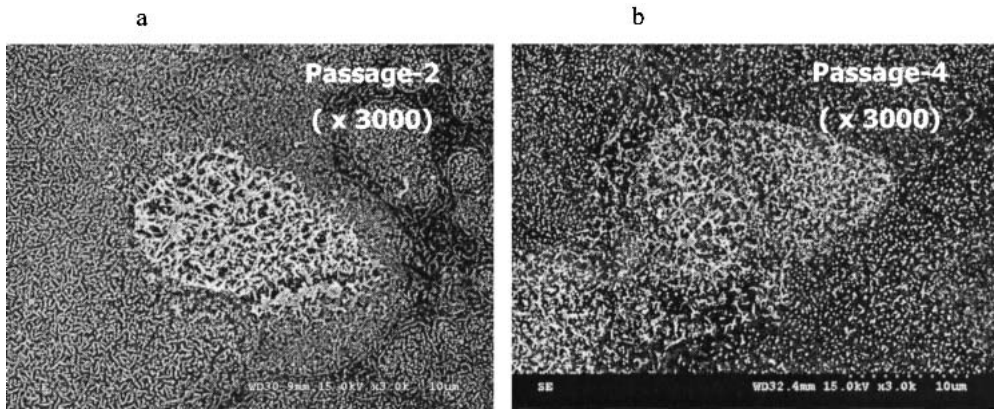 a
b
Passage-2
( x 3000)
Passage-4
( x 3000)
WD30.9mm 15.0kV x3.0k 10um
SE WD32.4mm 15.0kV x3.0k 10um